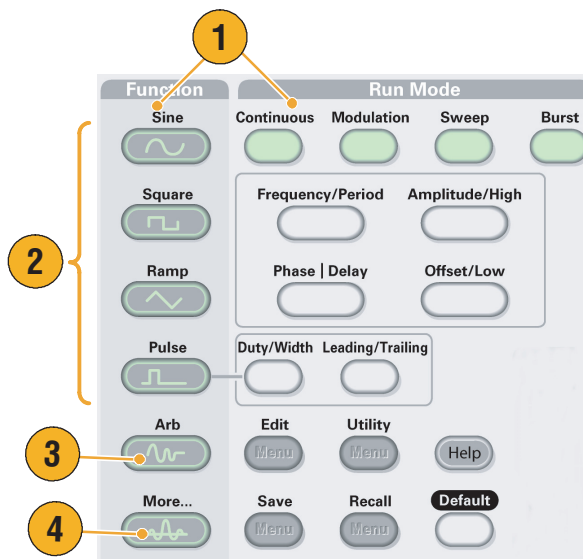 1
Function Run Mode
Sine Continuous Modulation Sweep Burst
Square Frequency/Period Amplitude/High
2
Ramp Phase | Delay Offset/Low
Pulse Duty/Width Leading/Trailing
Arb Edit Utility
3 Menu Menu Help
More... Save Recall Default
4 Menu Menu